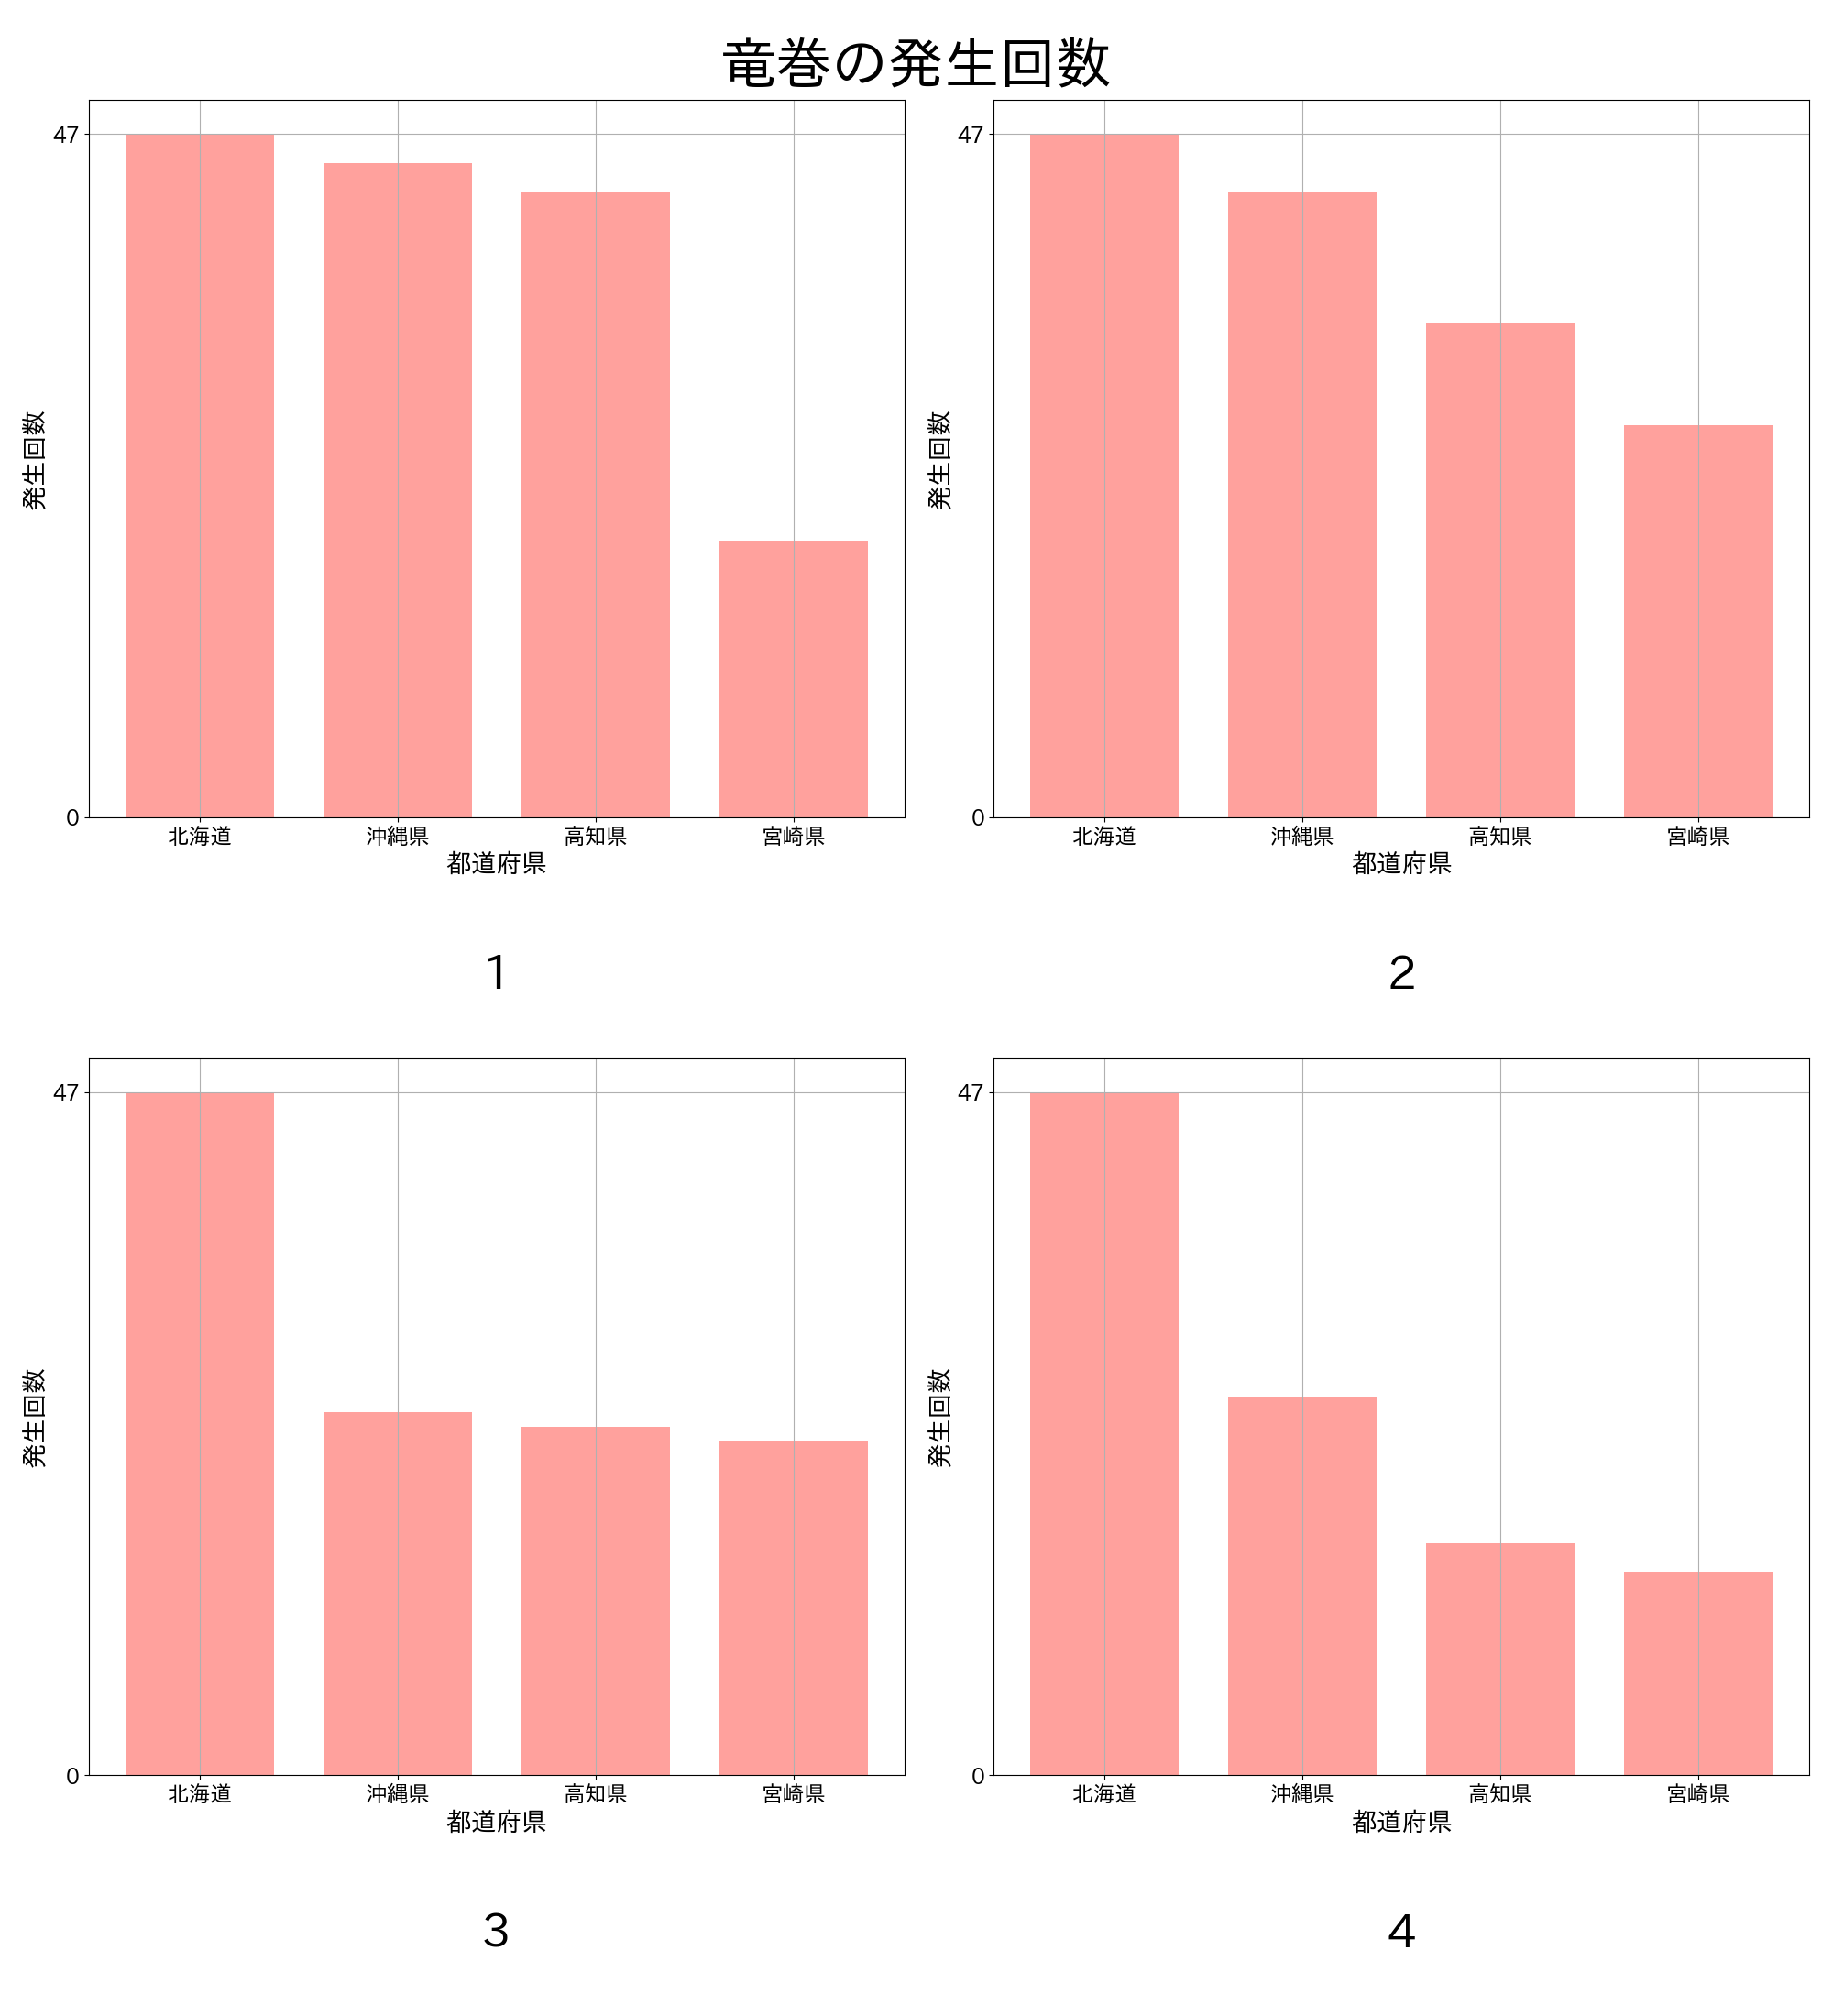 竜巻の発生回数
47
発生回数
0
北海道 沖縄県 高知県 宮崎県
都道府県
1
47
発生回数
0
北海道 沖縄県 高知県 宮崎県
都道府県
2
47
発生回数
0
北海道 沖縄県 高知県 宮崎県
都道府県
3
47
発生回数
0
北海道 沖縄県 高知県 宮崎県
都道府県
4